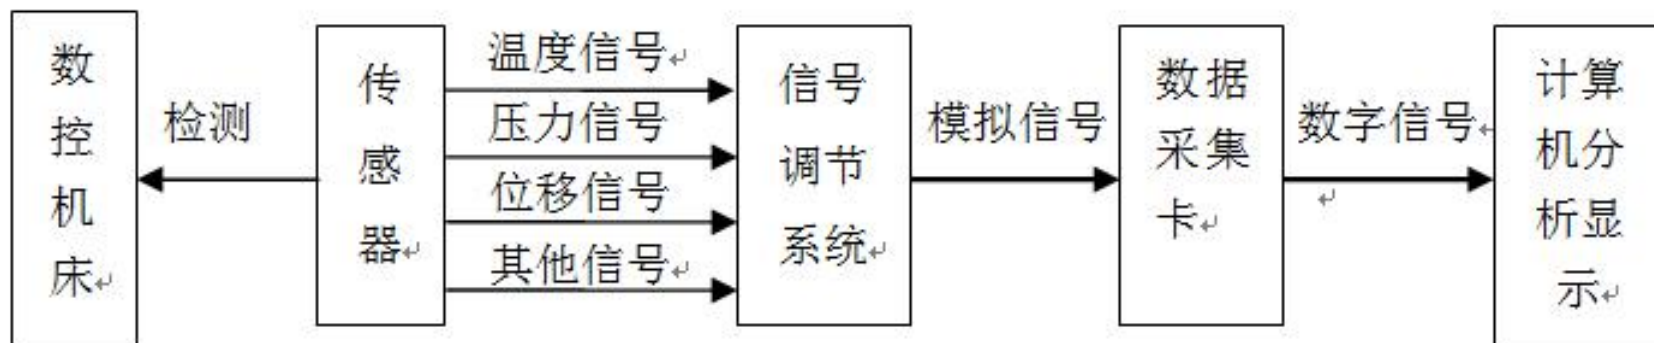 数
控
机
床
检测
传
感
器
温度信号
压力信号
位移信号
其他信号
信号
调节
系统
模拟信号
数据
采集
卡
数字信号
计算
机分
析显
示